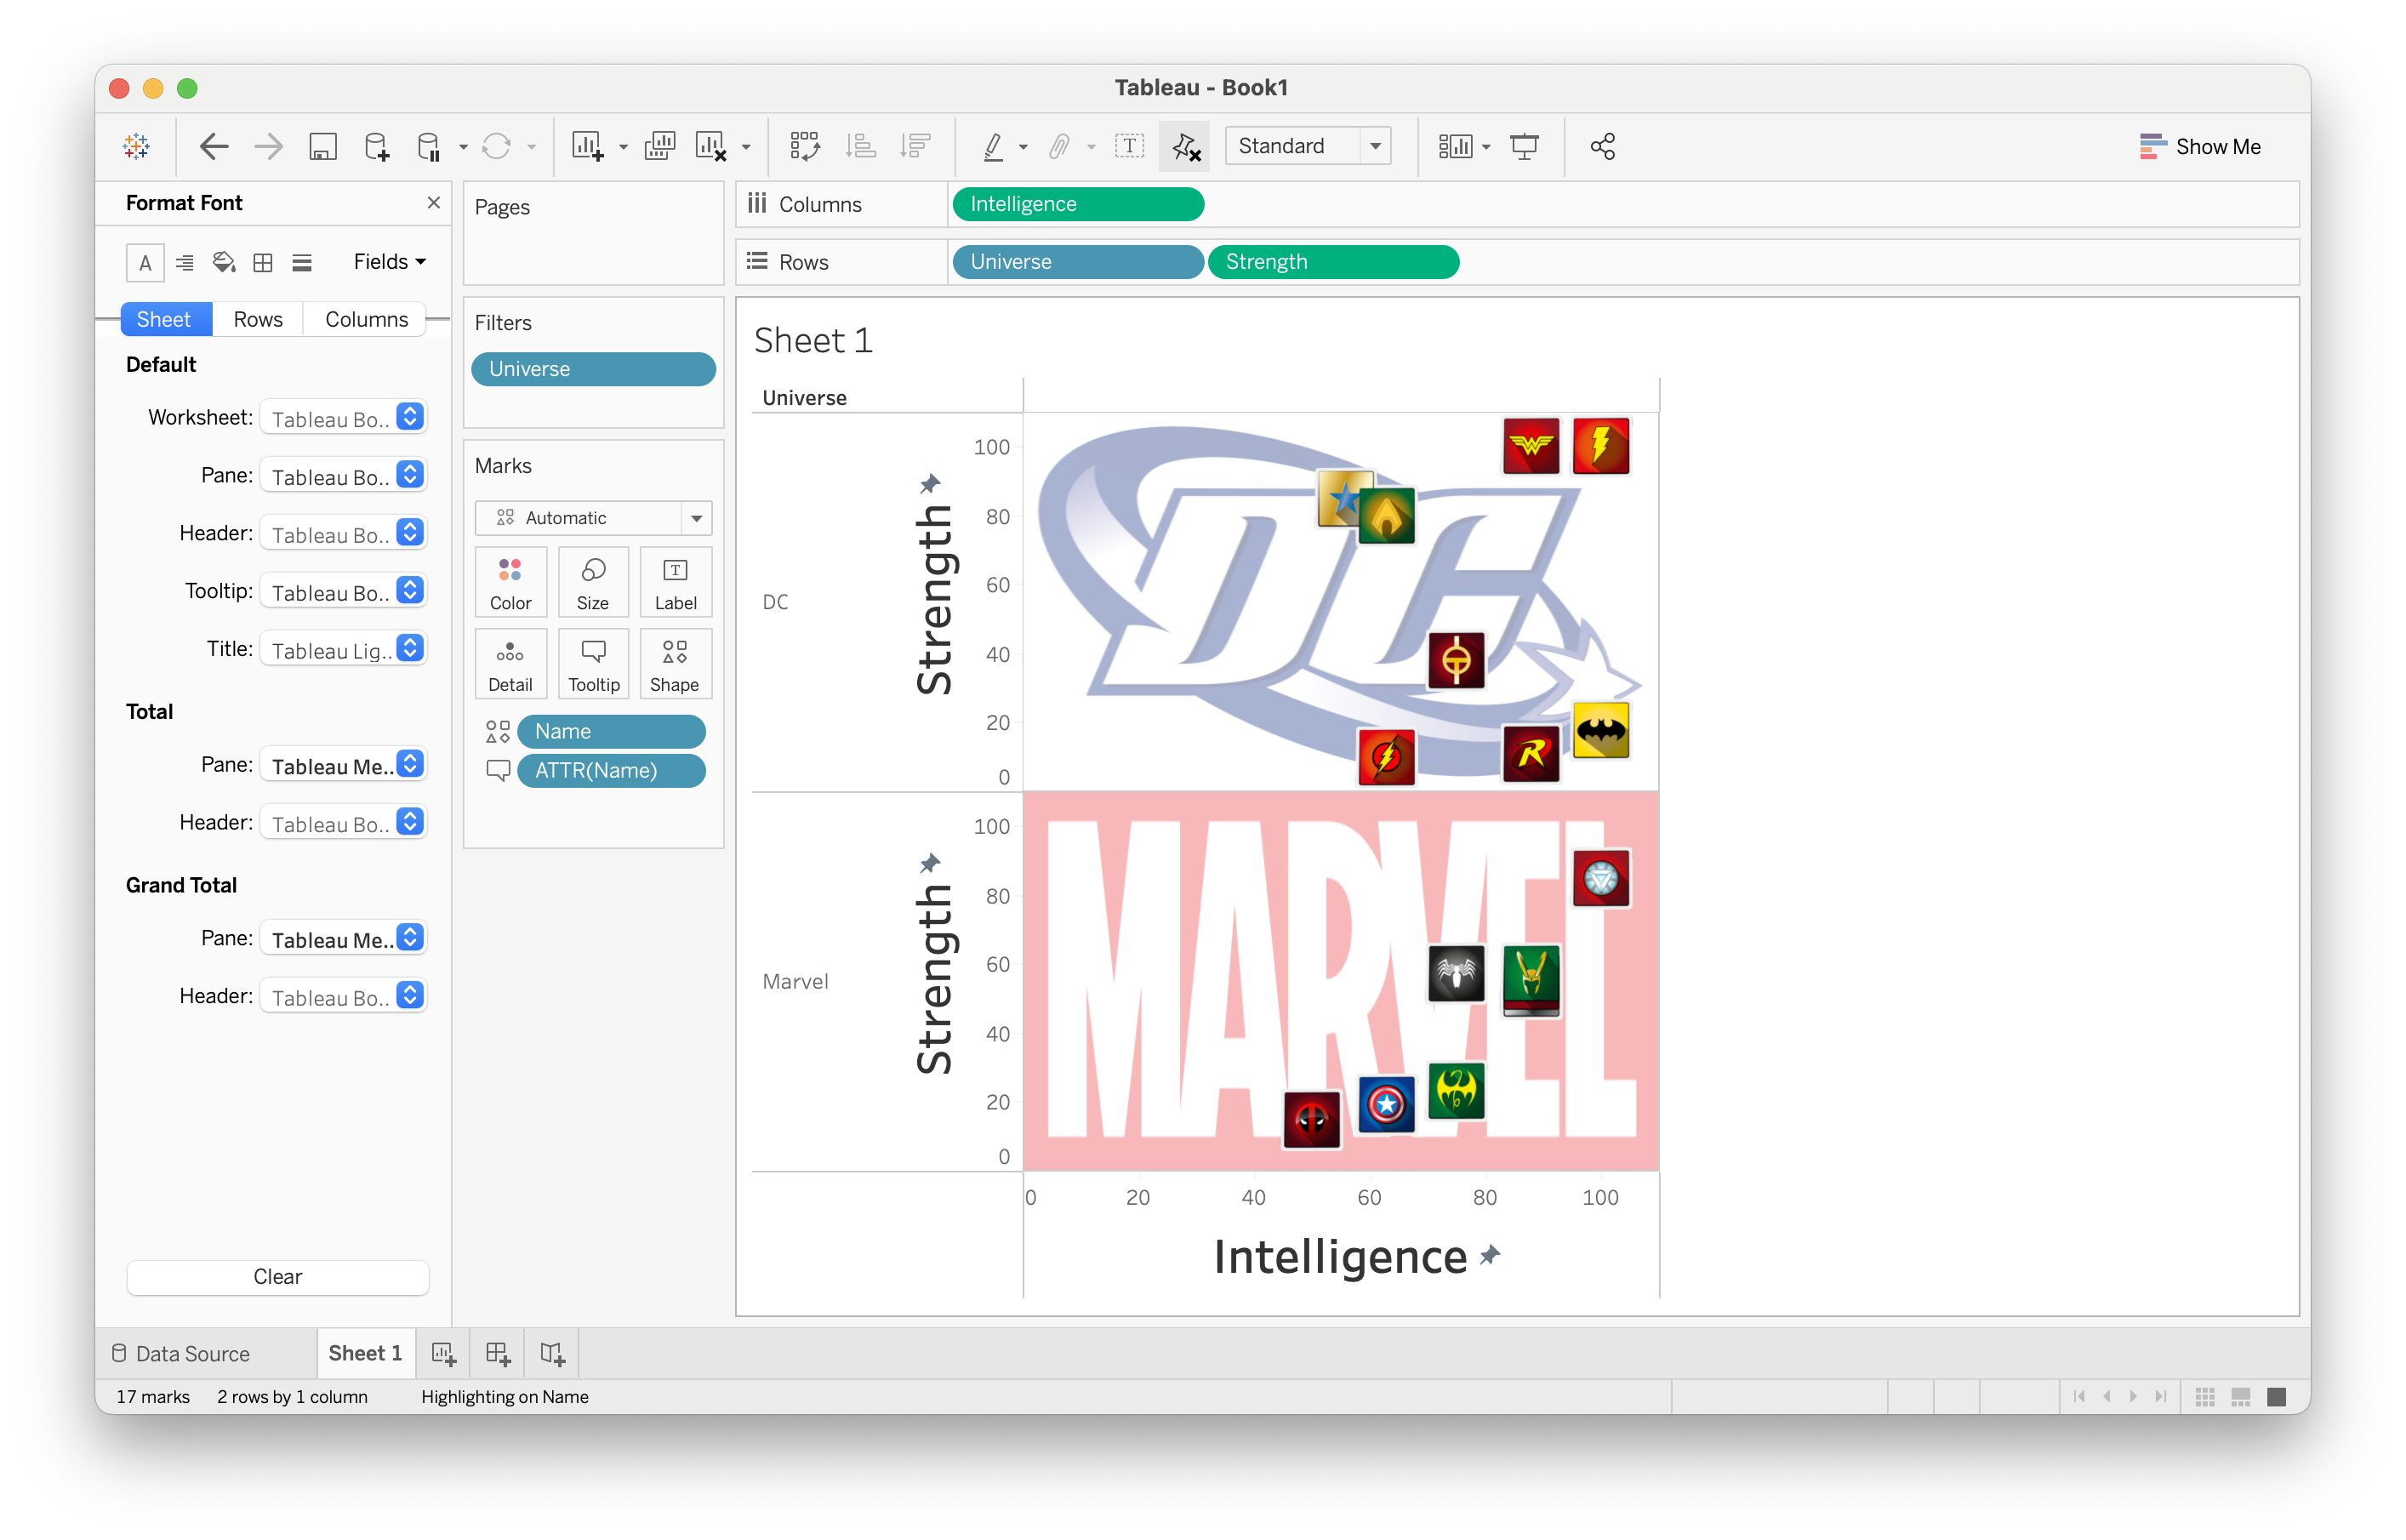 Tableau - Book1
Standard
Show Me
Format Font
Pages
Columns
Intelligence
A
Fields
Rows
Universe
Strength
Sheet
Rows
Columns
Filters
Universe
Sheet 1
Default
Worksheet: Tableau Bo..
Pane: Tableau Bo..
Header: Tableau Bo..
Tooltip: Tableau Bo..
Title: Tableau Lig..
Total
Pane: Tableau Me..
Header: Tableau Bo..
Grand Total
Pane: Tableau Me..
Header: Tableau Bo..
Clear
Marks
Automatic
Color
Size
T
Label
Detail
Tooltip
Shape
Name
ATTR(Name)
Universe
DC
Strength
100
80
60
40
20
0
DC
R
Marvel
Strength
100
80
60
40
20
0
MARVEL
0
20
40
60
80
100
Intelligence
Data Source
Sheet 1
17 marks
2 rows by 1 column
Highlighting on Name